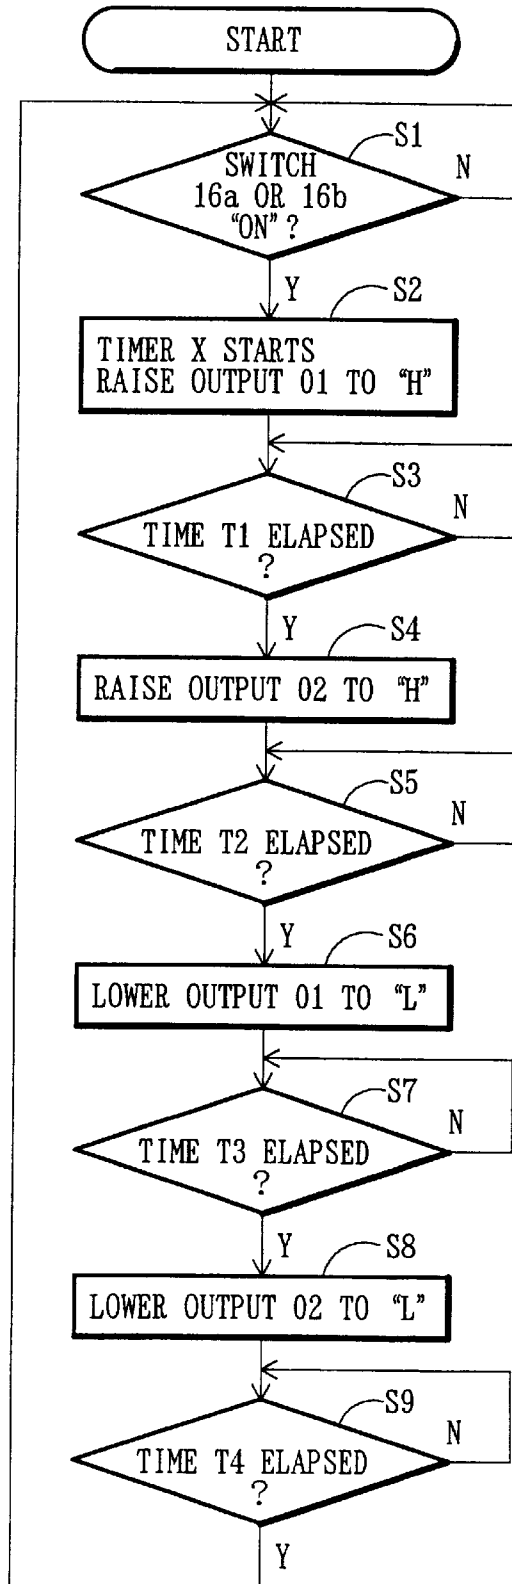 START
S1
SWITCH
16a OR 16b
“ON”?
N
Y
S2
TIMER X STARTS
RAISE OUTPUT 01 TO “H”
S3
TIME T1 ELAPSED
?
N
Y
S4
RAISE OUTPUT 02 TO “H”
S5
TIME T2 ELAPSED
?
N
Y
S6
LOWER OUTPUT 01 TO “L”
S7
TIME T3 ELAPSED
?
N
Y
S8
LOWER OUTPUT 02 TO “L”
S9
TIME T4 ELAPSED
?
N
Y